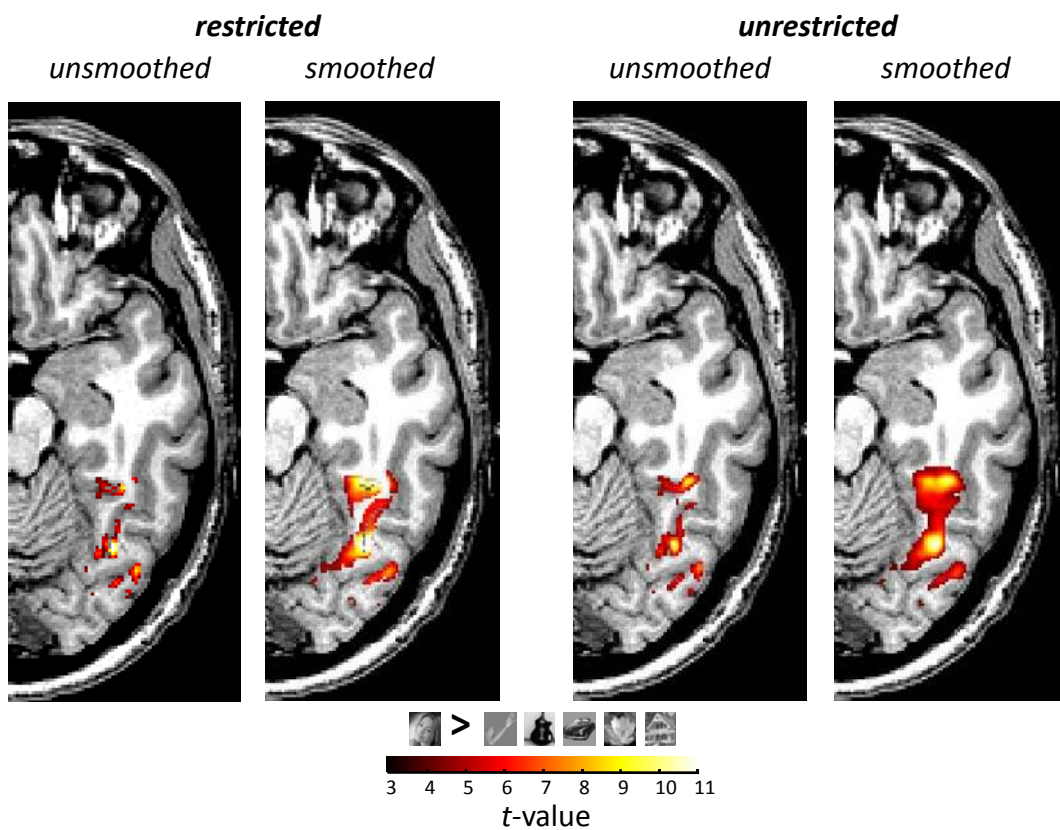 restricted unrestricted
unsmoothed smoothed unsmoothed smoothed
>
3 4 5 6 7 8 9 10 11
t-value